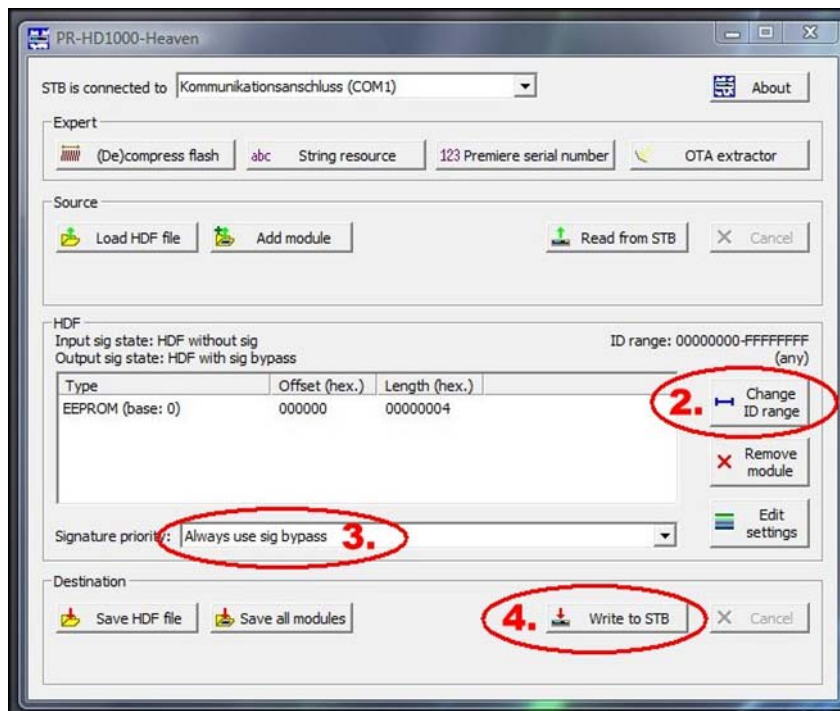 PR-HD1000-Heaven
STB is connected to Kommunikationsanschluss (COM1) About
Expert
(De)compress flash abc String resource 123 Premiere serial number OTA extractor
Source
Load HDF file Add module Read from STB Cancel
HDF
Input sig state: HDF without sig ID range: 00000000-FFFFFFFF
Output sig state: HDF with sig bypass (any)
Type Offset (hex.) Length (hex.)
EEPROM (base: 0) 000000 00000004
2. Change
ID range
Remove
module
Edit
settings
Signature priority: Always use sig bypass 3.
Destination
Save HDF file Save all modules 4. Write to STB Cancel